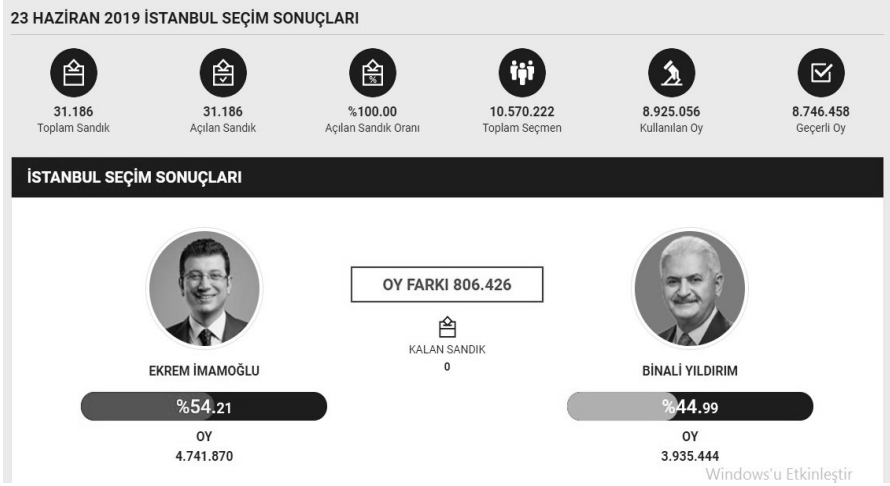 23 HAZİRAN 2019 İSTANBUL SEÇİM SONUÇLARI
31.186
Toplam Sandık
31.186
Açılan Sandık
%100.00
Açılan Sandık Oranı
10.570.222
Toplam Seçmen
8.925.056
Kullanılan Oy
8.746.458
Geçerli Oy
İSTANBUL SEÇİM SONUÇLARI
EKREM İMAMOĞLU
%54.21
OY
4.741.870
OY FARKI 806.426
KALAN SANDIK
0
BİNALİ YILDIRIM
%44.99
OY
3.935.444
Windows'u Etkinleştir